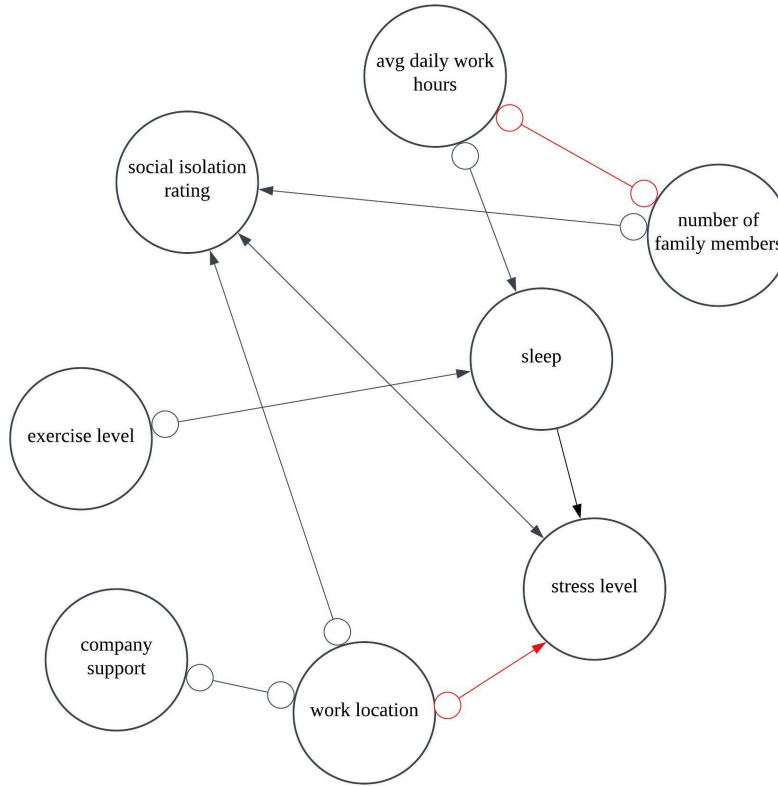 avg daily work
hours
social isolation
rating
number of
family members
sleep
exercise level
stress level
company
support
work location